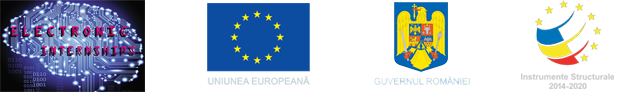 ELECTRONIC
INTERNSHIPS
UNIUNEA EUROPEANĂ
GUVERNUL ROMÂNIEI
Instrumente Structurale
2014-2020